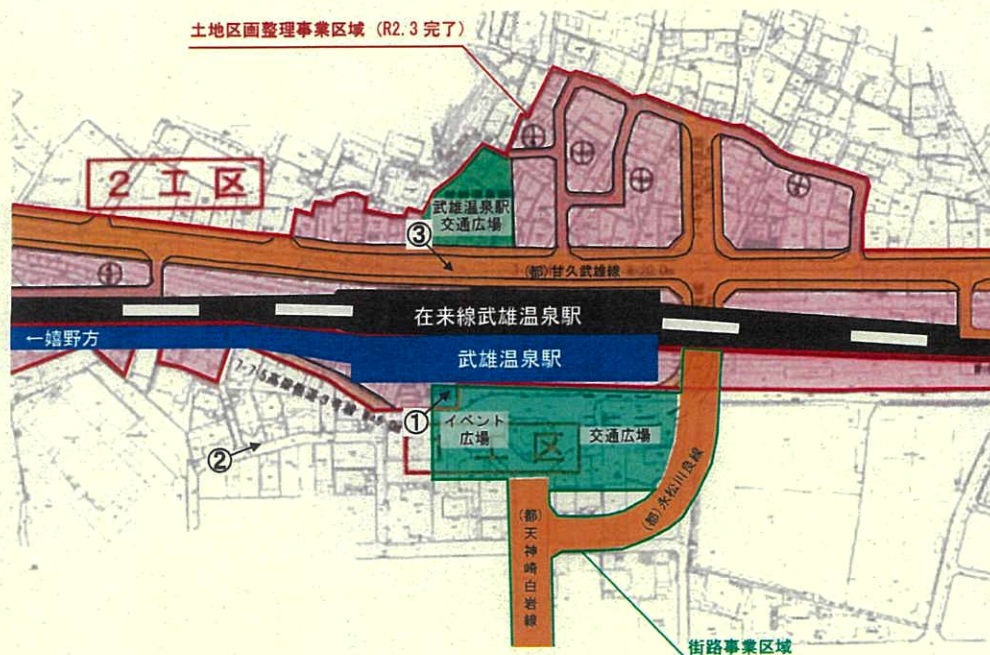 土地区画整理事業区域 (R2.3 完了)
2 工 区
武雄温泉駅
交通広場
③
(都)甘久武雄線
在来線武雄温泉駅
←嬉野方
武雄温泉駅
①
イベント
広場
交通広場
工 区
②
(都)永松川良線
(都)天神崎白岩線
街路事業区域